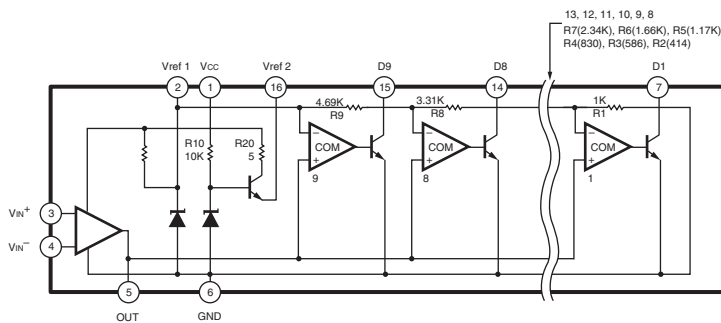 13, 12, 11, 10, 9, 8
R7(2.34K), R6(1.66K), R5(1.17K)
R4(830), R3(586), R2(414)
Vref 1
Vcc
Vref 2
D9
D8
D1
2
1
16
15
14
7
4.69K
R9
3.31K
R8
1K
R1
R10
10K
R20
5
−
COM
+
9
−
COM
+
8
−
COM
+
1
VIN+
3
VIN−
4
5
6
OUT
GND